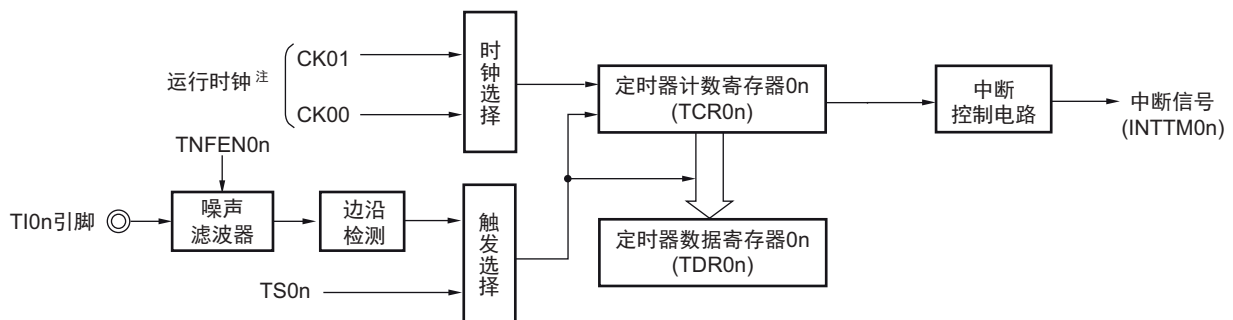 运行时钟 注
CK01
CK00
时钟选择
定时器计数寄存器0n
(TCR0n)
中断
控制电路
中断信号
(INTTM0n)
TNFEN0n
TI0n引脚
噪声
滤波器
边沿
检测
触发选择
TS0n
定时器数据寄存器0n
(TDR0n)